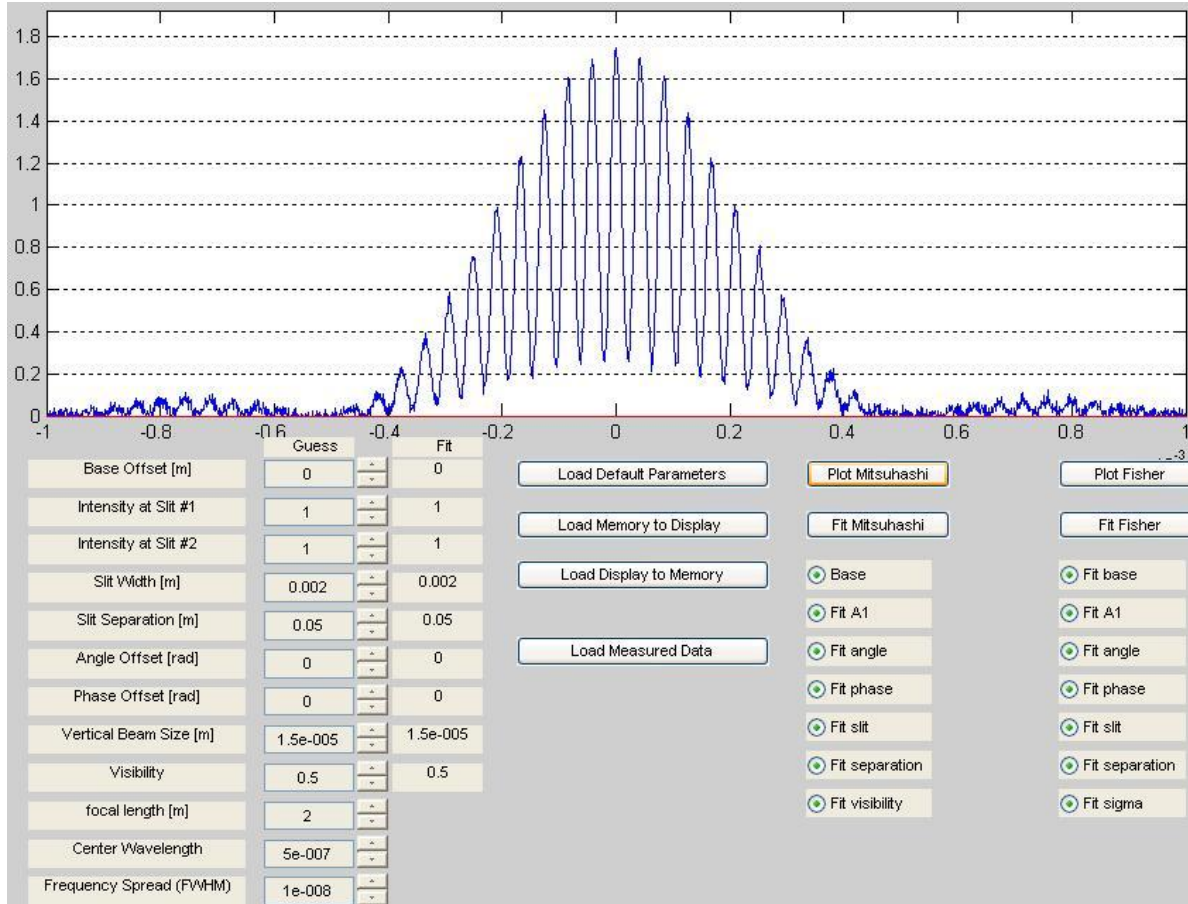 1.8
1.6
1.4
1.2
1
0.8
0.6
0.4
0.2
0
-1 -0.8 -0.6 -0.4 -0.2 0 0.2 0.4 0.6 0.8 1
Guess Fit
Base Offset [m] 0 0 Load Default Parameters Plot Mitsuhashi Plot Fisher
Intensity at Slit #1 1 1 Load Memory to Display Fit Mitsuhashi Fit Fisher
Intensity at Slit #2 1 1
Slit Width [m] 0.002 0.002 Load Display to Memory Base Fit base
Slit Separation [m] 0.05 0.05 Fit A1 Fit A1
Angle Offset [rad] 0 0 Load Measured Data Fit angle Fit angle
Phase Offset [rad] 0 0 Fit phase Fit phase
Vertical Beam Size [m] 1.5e-005 1.5e-005 Fit slit Fit slit
Visibility 0.5 0.5 Fit separation Fit separation
focal length [m] 2 Fit visibility Fit sigma
Center Wavelength 5e-007
Frequency Spread (FWHM) 1e-008